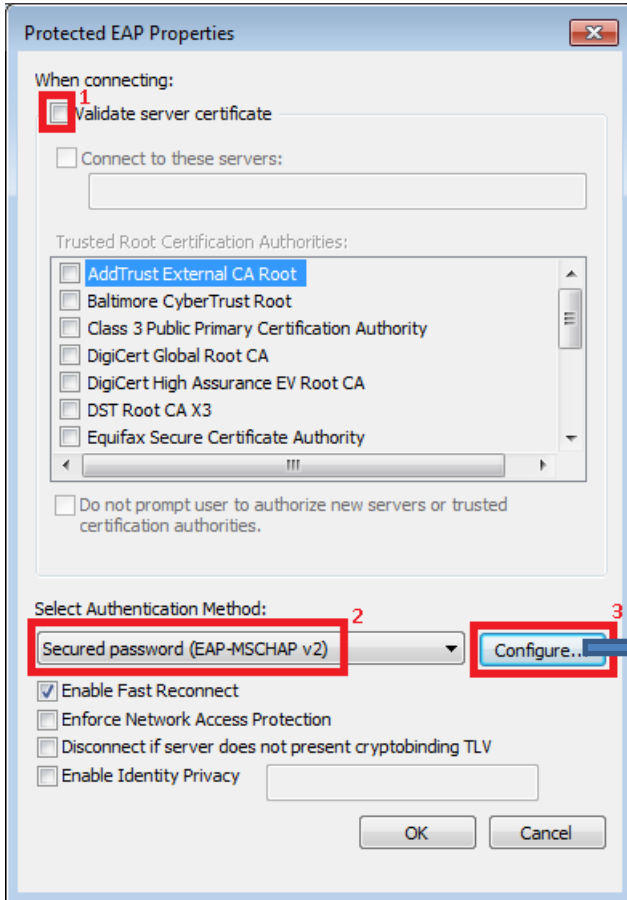 Protected EAP Properties
When connecting:
1
Validate server certificate
Connect to these servers:
Trusted Root Certification Authorities:
AddTrust External CA Root
Baltimore CyberTrust Root
Class 3 Public Primary Certification Authority
DigiCert Global Root CA
DigiCert High Assurance EV Root CA
DST Root CA X3
Equifax Secure Certificate Authority
Do not prompt user to authorize new servers or trusted
certification authorities.
Select Authentication Method:
2
3
Secured password (EAP-MSCHAP v2)
Configure...
Enable Fast Reconnect
Enforce Network Access Protection
Disconnect if server does not present cryptobinding TLV
Enable Identity Privacy
OK
Cancel